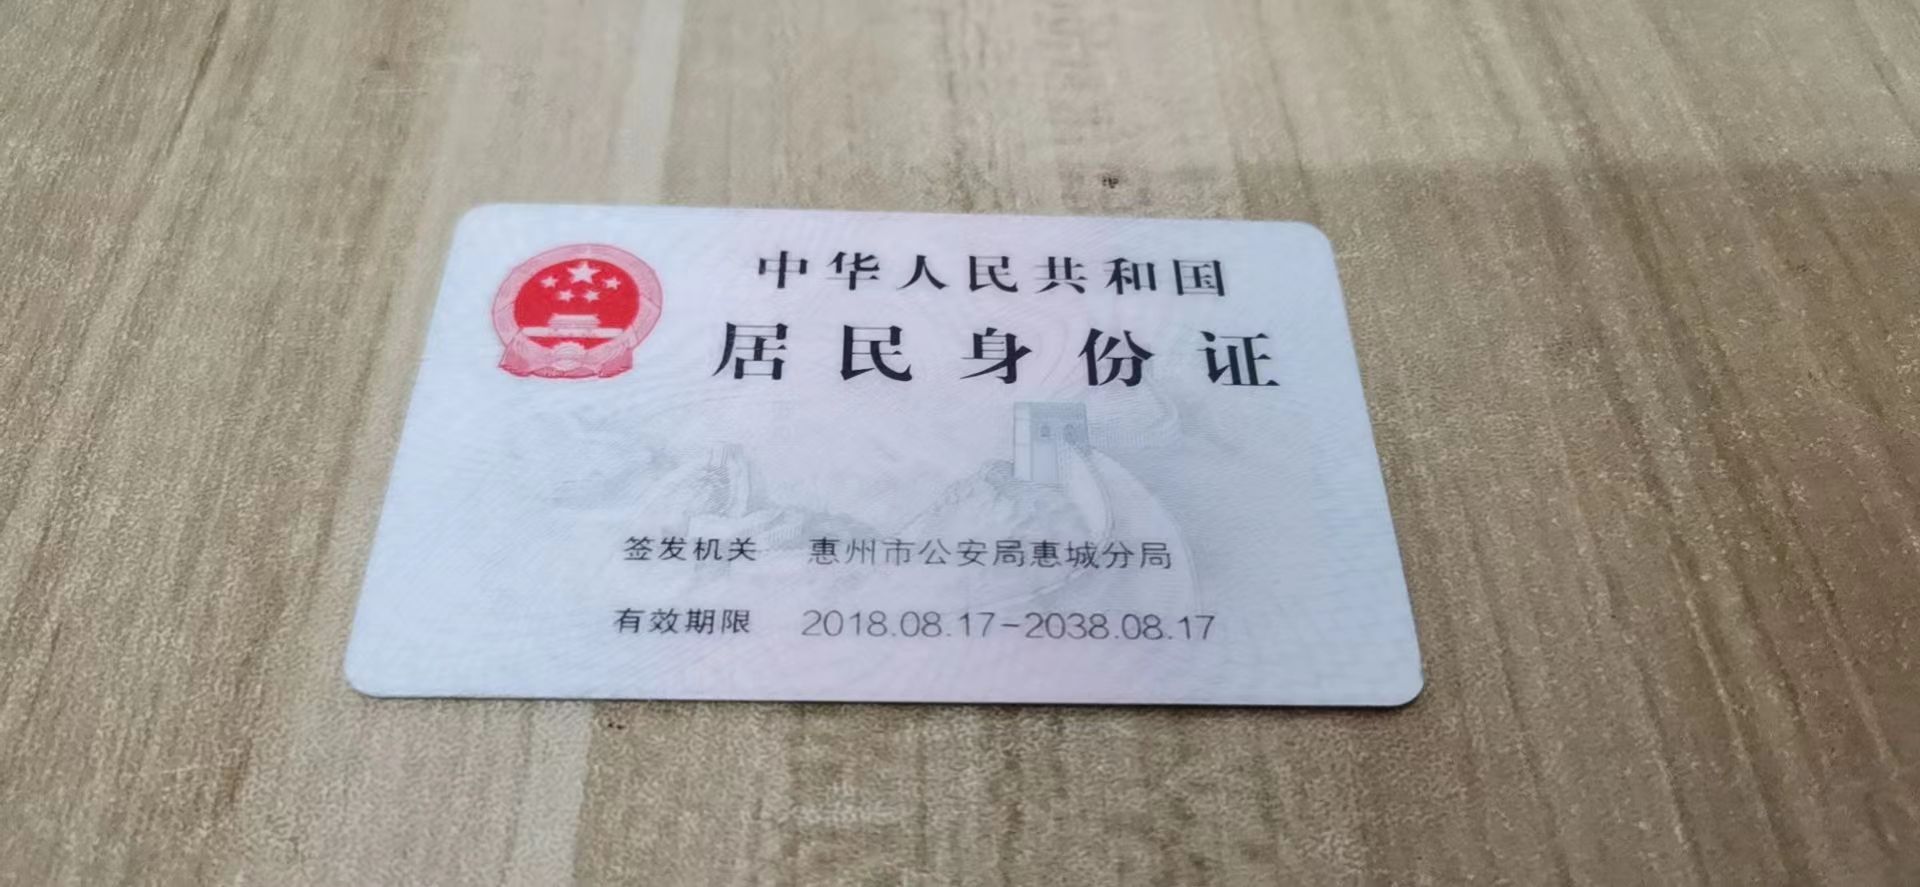 中华人民共和国
居民身份证
签发机关 惠州市公安局惠城分局
有效期限 2018.08.17-2038.08.17